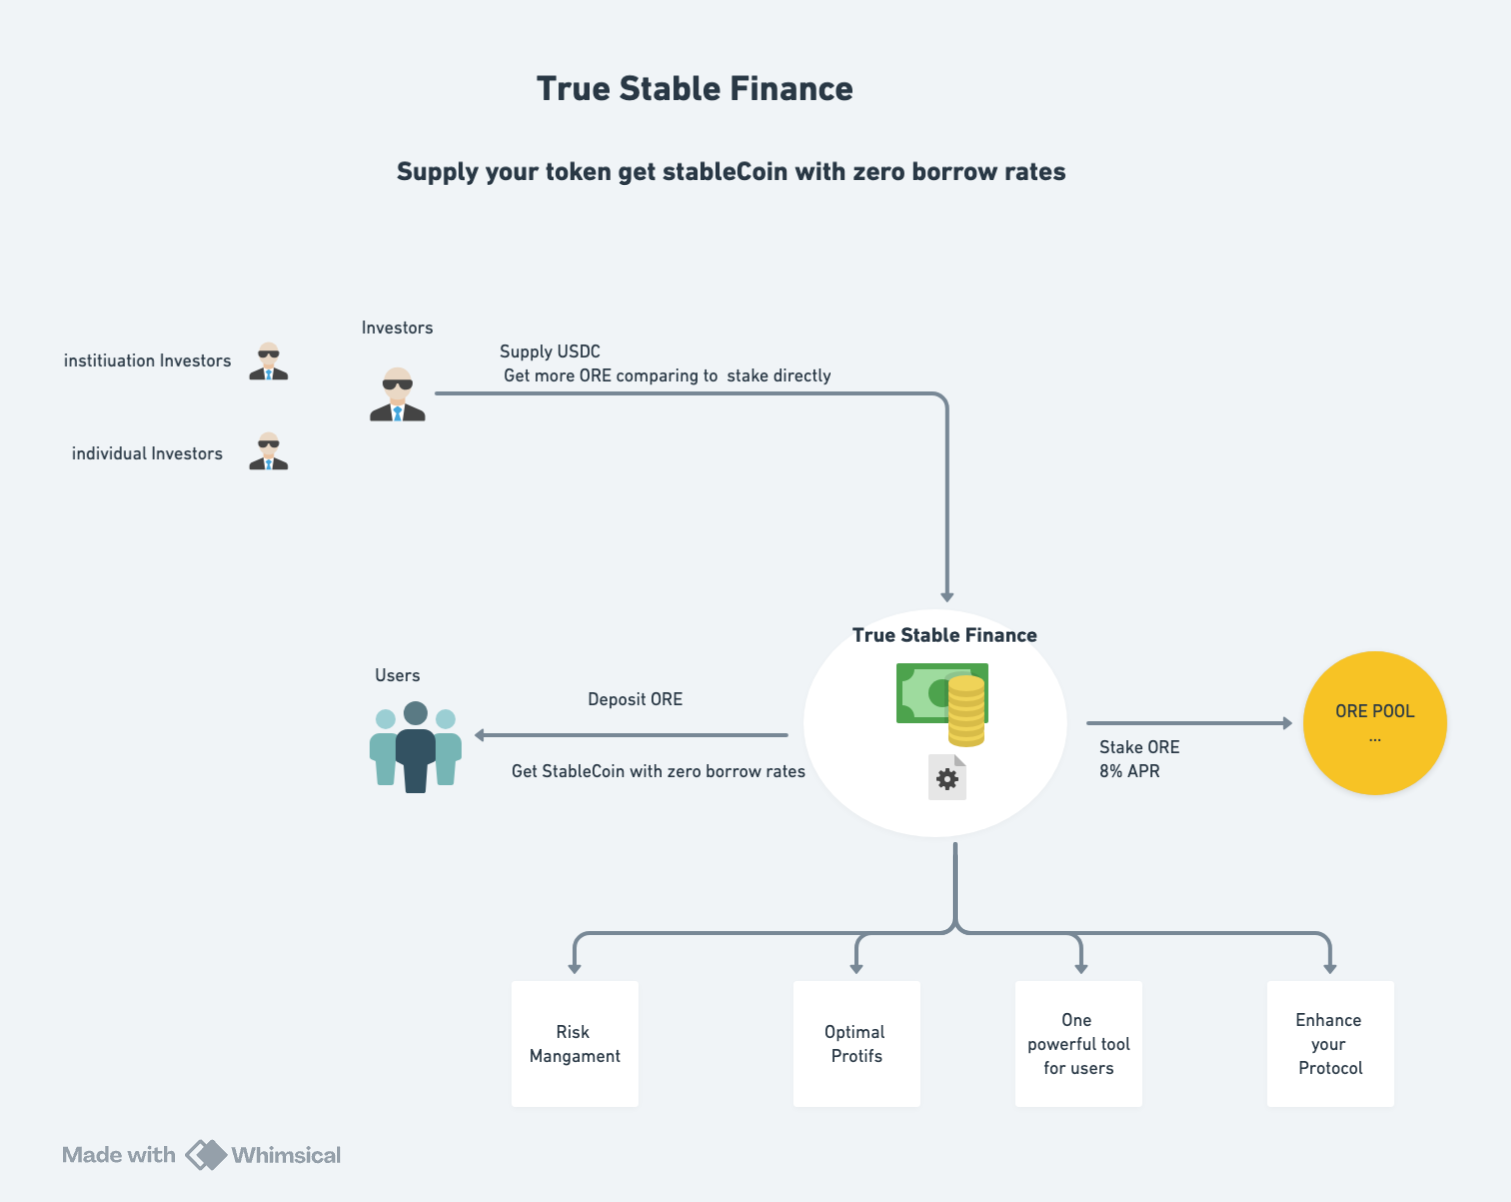 True Stable Finance
Supply your token get stableCoin with zero borrow rates
Investors
institiuation Investors
individual Investors
Supply USDC
Get more ORE comparing to stake directly
True Stable Finance
Users
Deposit ORE
Get StableCoin with zero borrow rates
Stake ORE
8% APR
ORE POOL
...
Risk
Mangament
Optimal
Protifs
One
powerful tool
for users
Enhance
your
Protocol
Made with Whimsical